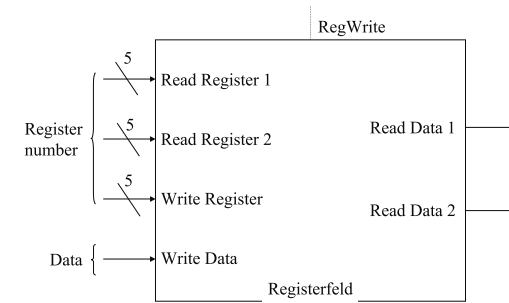 RegWrite
5
Read Register 1
5
Read Register 2
Register
number
5
Write Register
Data
Write Data
Read Data 1
Read Data 2
Registerfeld